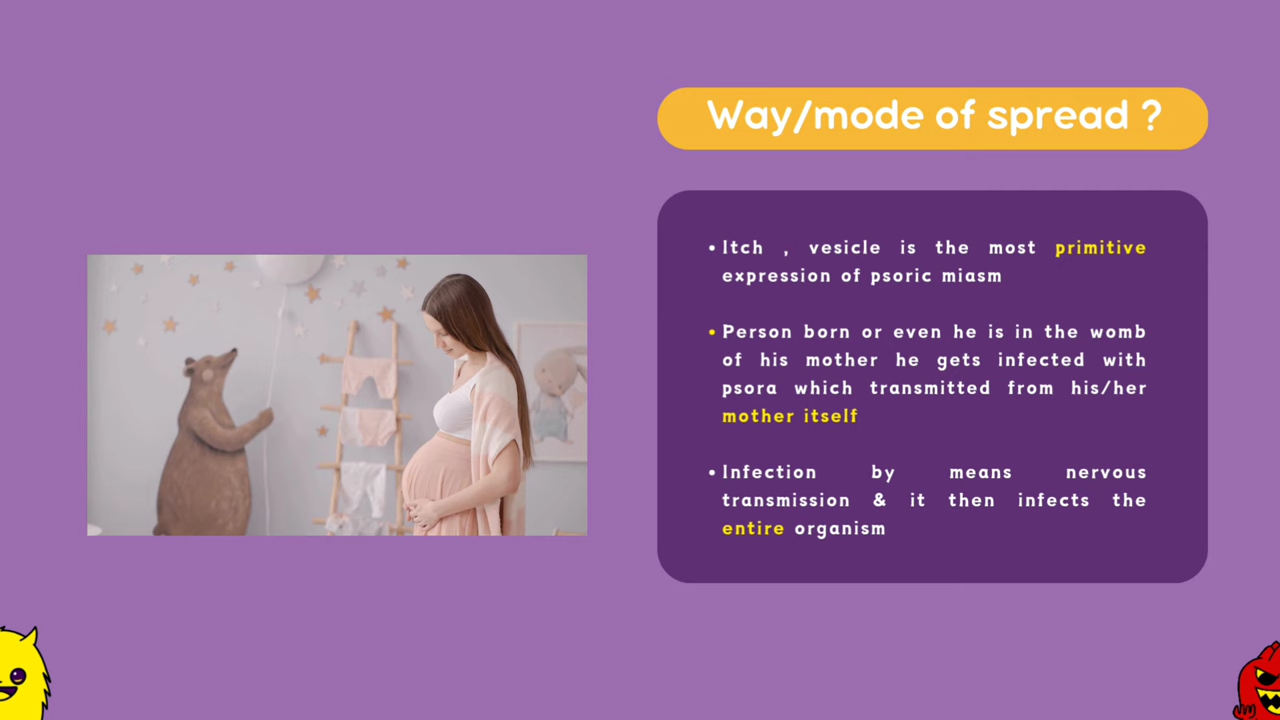 Way/mode of spread ?
• Itch , vesicle is the most primitive
expression of psoric miasm
• Person born or even he is in the womb
of his mother he gets infected with
psora which transmitted from his/her
mother itself
• Infection by means nervous
transmission & it then infects the
entire organism